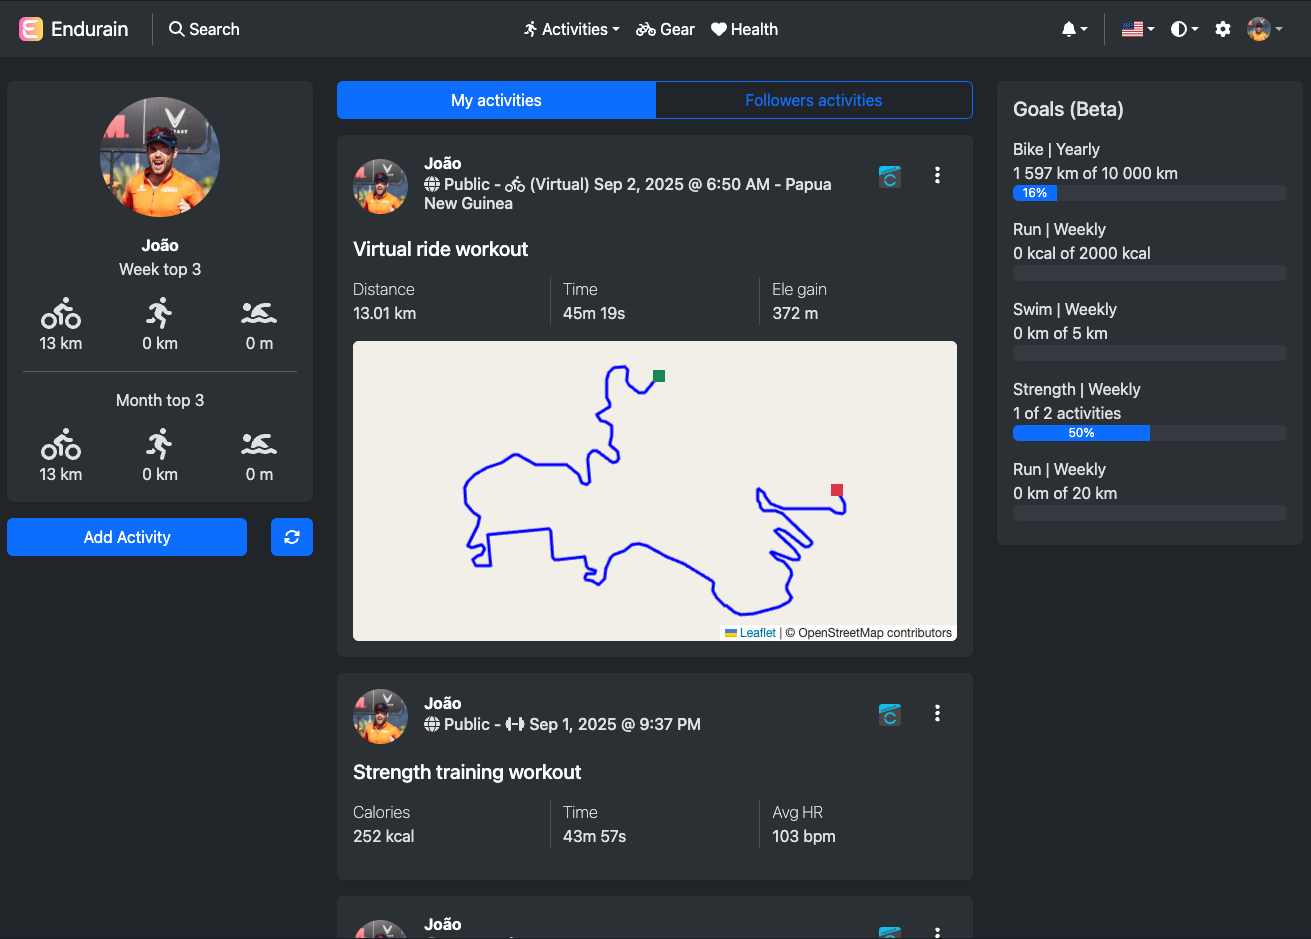 Endurain
Search
Activities
Gear
Health
João
Week top 3
13 km
0 km
0 m
Month top 3
13 km
0 km
0 m
Add Activity
My activities
Followers activities
João
Public - (Virtual) Sep 2, 2025 @ 6:50 AM - Papua
New Guinea
Virtual ride workout
Distance
13.01 km
Time
45m 19s
Ele gain
372 m
Leaflet | © OpenStreetMap contributors
João
Public - Sep 1, 2025 @ 9:37 PM
Strength training workout
Calories
252 kcal
Time
43m 57s
Avg HR
103 bpm
João
Goals (Beta)
Bike | Yearly
1 597 km of 10 000 km
16%
Run | Weekly
0 kcal of 2000 kcal
Swim | Weekly
0 km of 5 km
Strength | Weekly
1 of 2 activities
50%
Run | Weekly
0 km of 20 km